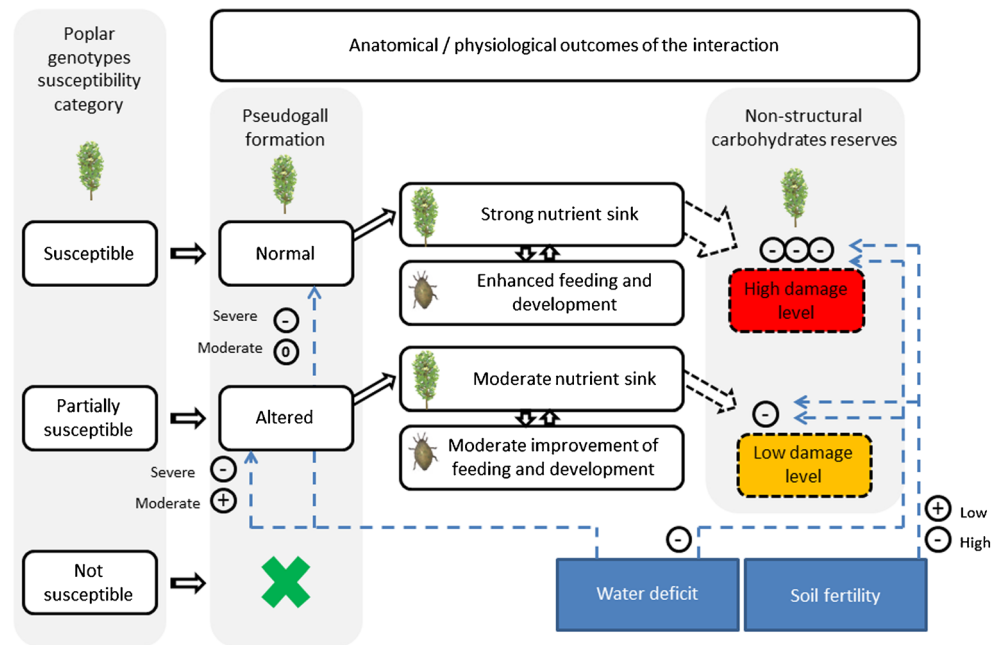 Poplar
genotypes
susceptibility
category
Anatomical / physiological outcomes of the interaction
Pseudogall
formation
Non-structural
carbohydrates reserves
Susceptible
Normal
Strong nutrient sink
Enhanced feeding and
development
- - -
High damage
level
Severe -
Moderate 0
Partially
susceptible
Altered
Moderate nutrient sink
Moderate improvement of
feeding and development
-
Low damage
level
Severe -
Moderate +
+ Low
- High
-
Not
susceptible
Water deficit
Soil fertility